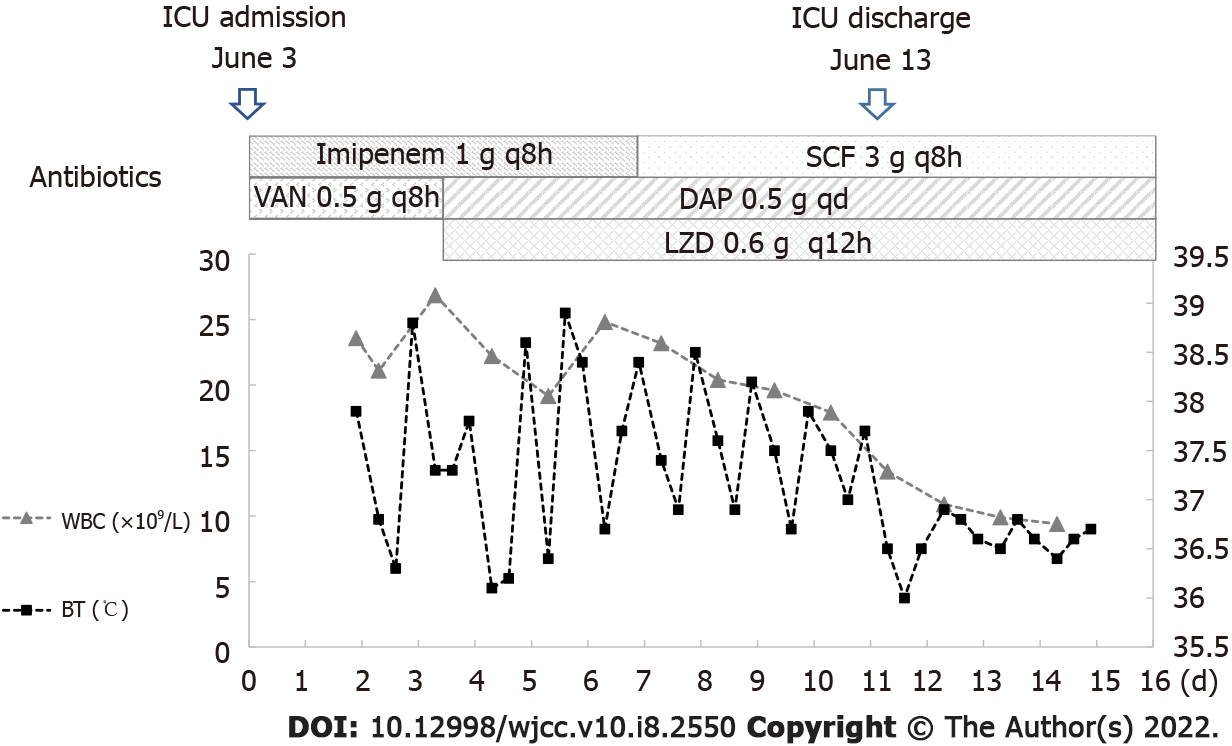 ICU admission
June 3
ICU discharge
June 13
Antibiotics
Imipenem 1 g q8h
SCF 3 g q8h
VAN 0.5 g q8h
DAP 0.5 g qd
LZD 0.6 g q12h
30
25
20
15
10
5
0
39.5
39
38.5
38
37.5
37
36.5
36
35.5
WBC (×10⁹/L)
BT (℃)
0 1 2 3 4 5 6 7 8 9 10 11 12 13 14 15 16 (d)
DOI: 10.12998/wjcc.v10.i8.2550 Copyright © The Author(s) 2022.